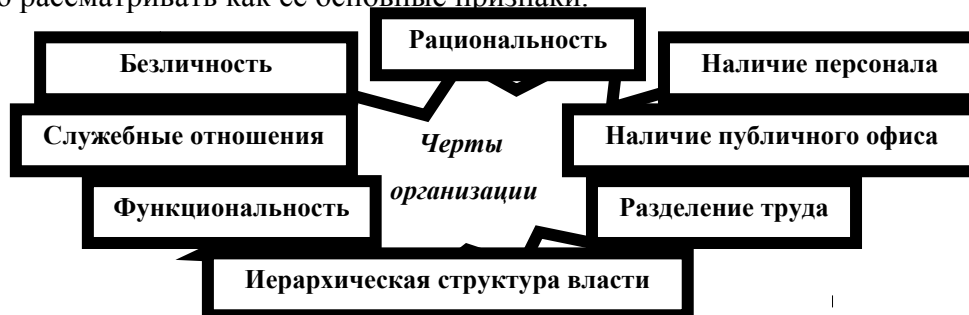 рассматривать как ее основные признаки.
Рациональность
Безличность
Наличие персонала
Служебные отношения
Черты
Наличие публичного офиса
организации
Функциональность
Разделение труда
Иерархическая структура власти